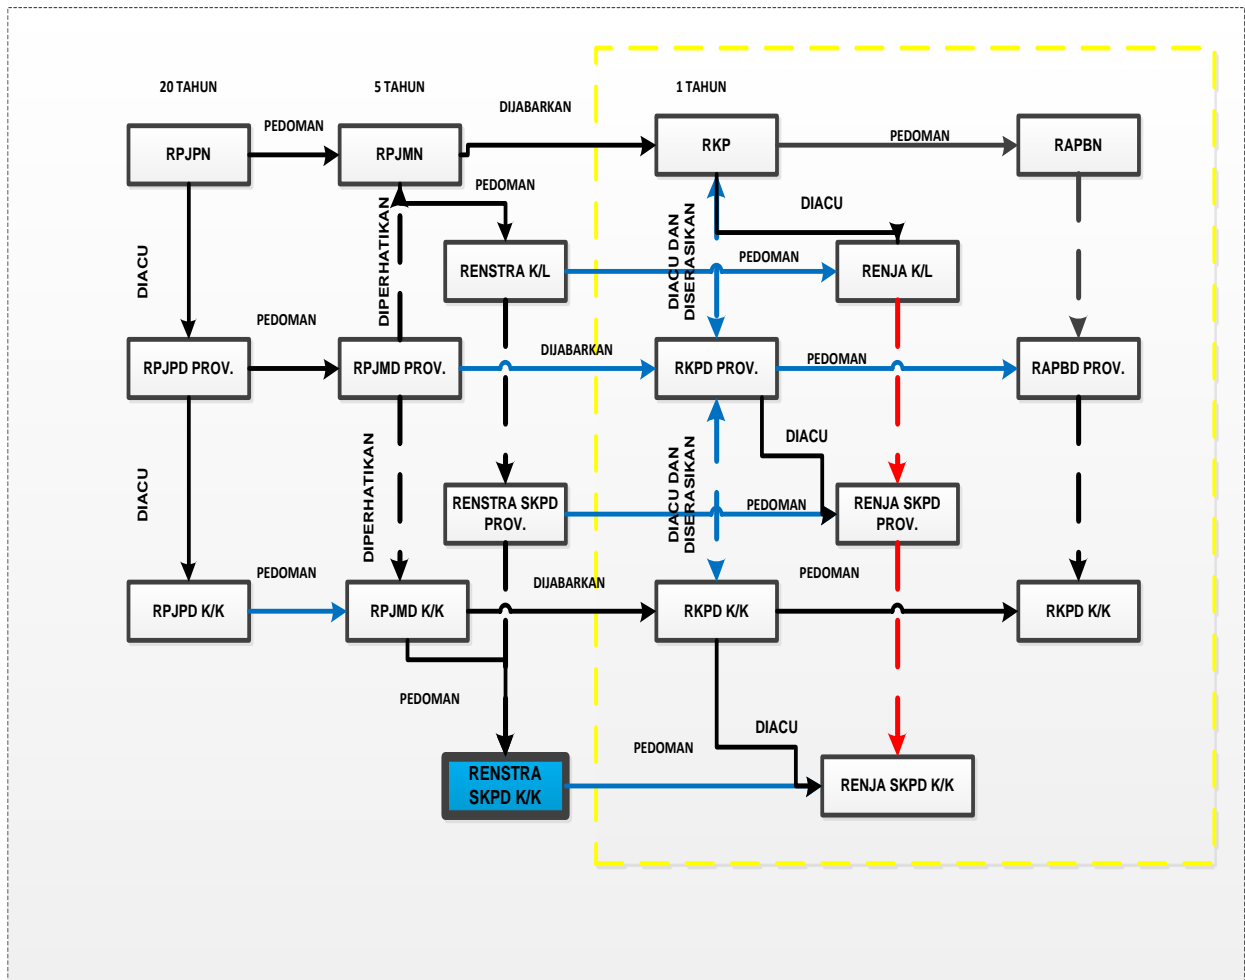 20 TAHUN
5 TAHUN
1 TAHUN
DIJABARKAN
PEDOMAN
PEDOMAN
RPJPN
RPJMN
RKP
RAPBN
PEDOMAN
DIACU
DIPERHATIKAN
DIACU DAN
DISERASIKAN
DIACU
RENSTRA K/L
PEDOMAN
RENJA K/L
PEDOMAN
DIJABARKAN
PEDOMAN
RPJPD PROV.
RPJMD PROV.
RKPD PROV.
RAPBD PROV.
DIACU
DIPERHATIKAN
DIACU DAN
DISERASIKAN
DIACU
RENSTRA SKPD
PROV.
PEDOMAN
RENJA SKPD
PROV.
PEDOMAN
DIJABARKAN
PEDOMAN
RPJPD K/K
RPJMD K/K
RKPD K/K
RKPD K/K
PEDOMAN
DIACU
PEDOMAN
RENSTRA
SKPD K/K
RENJA SKPD K/K